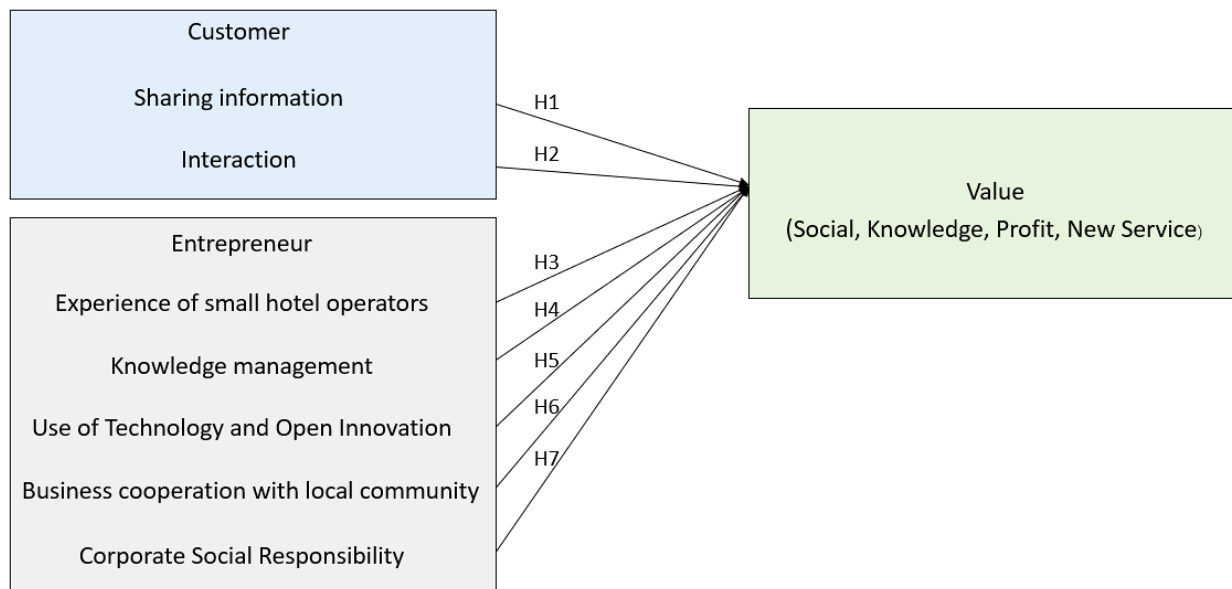 Customer
Sharing information
Interaction
H1
H2
Value
(Social, Knowledge, Profit, New Service)
Entrepreneur
Experience of small hotel operators
Knowledge management
Use of Technology and Open Innovation
Business cooperation with local community
Corporate Social Responsibility
H3
H4
H5
H6
H7